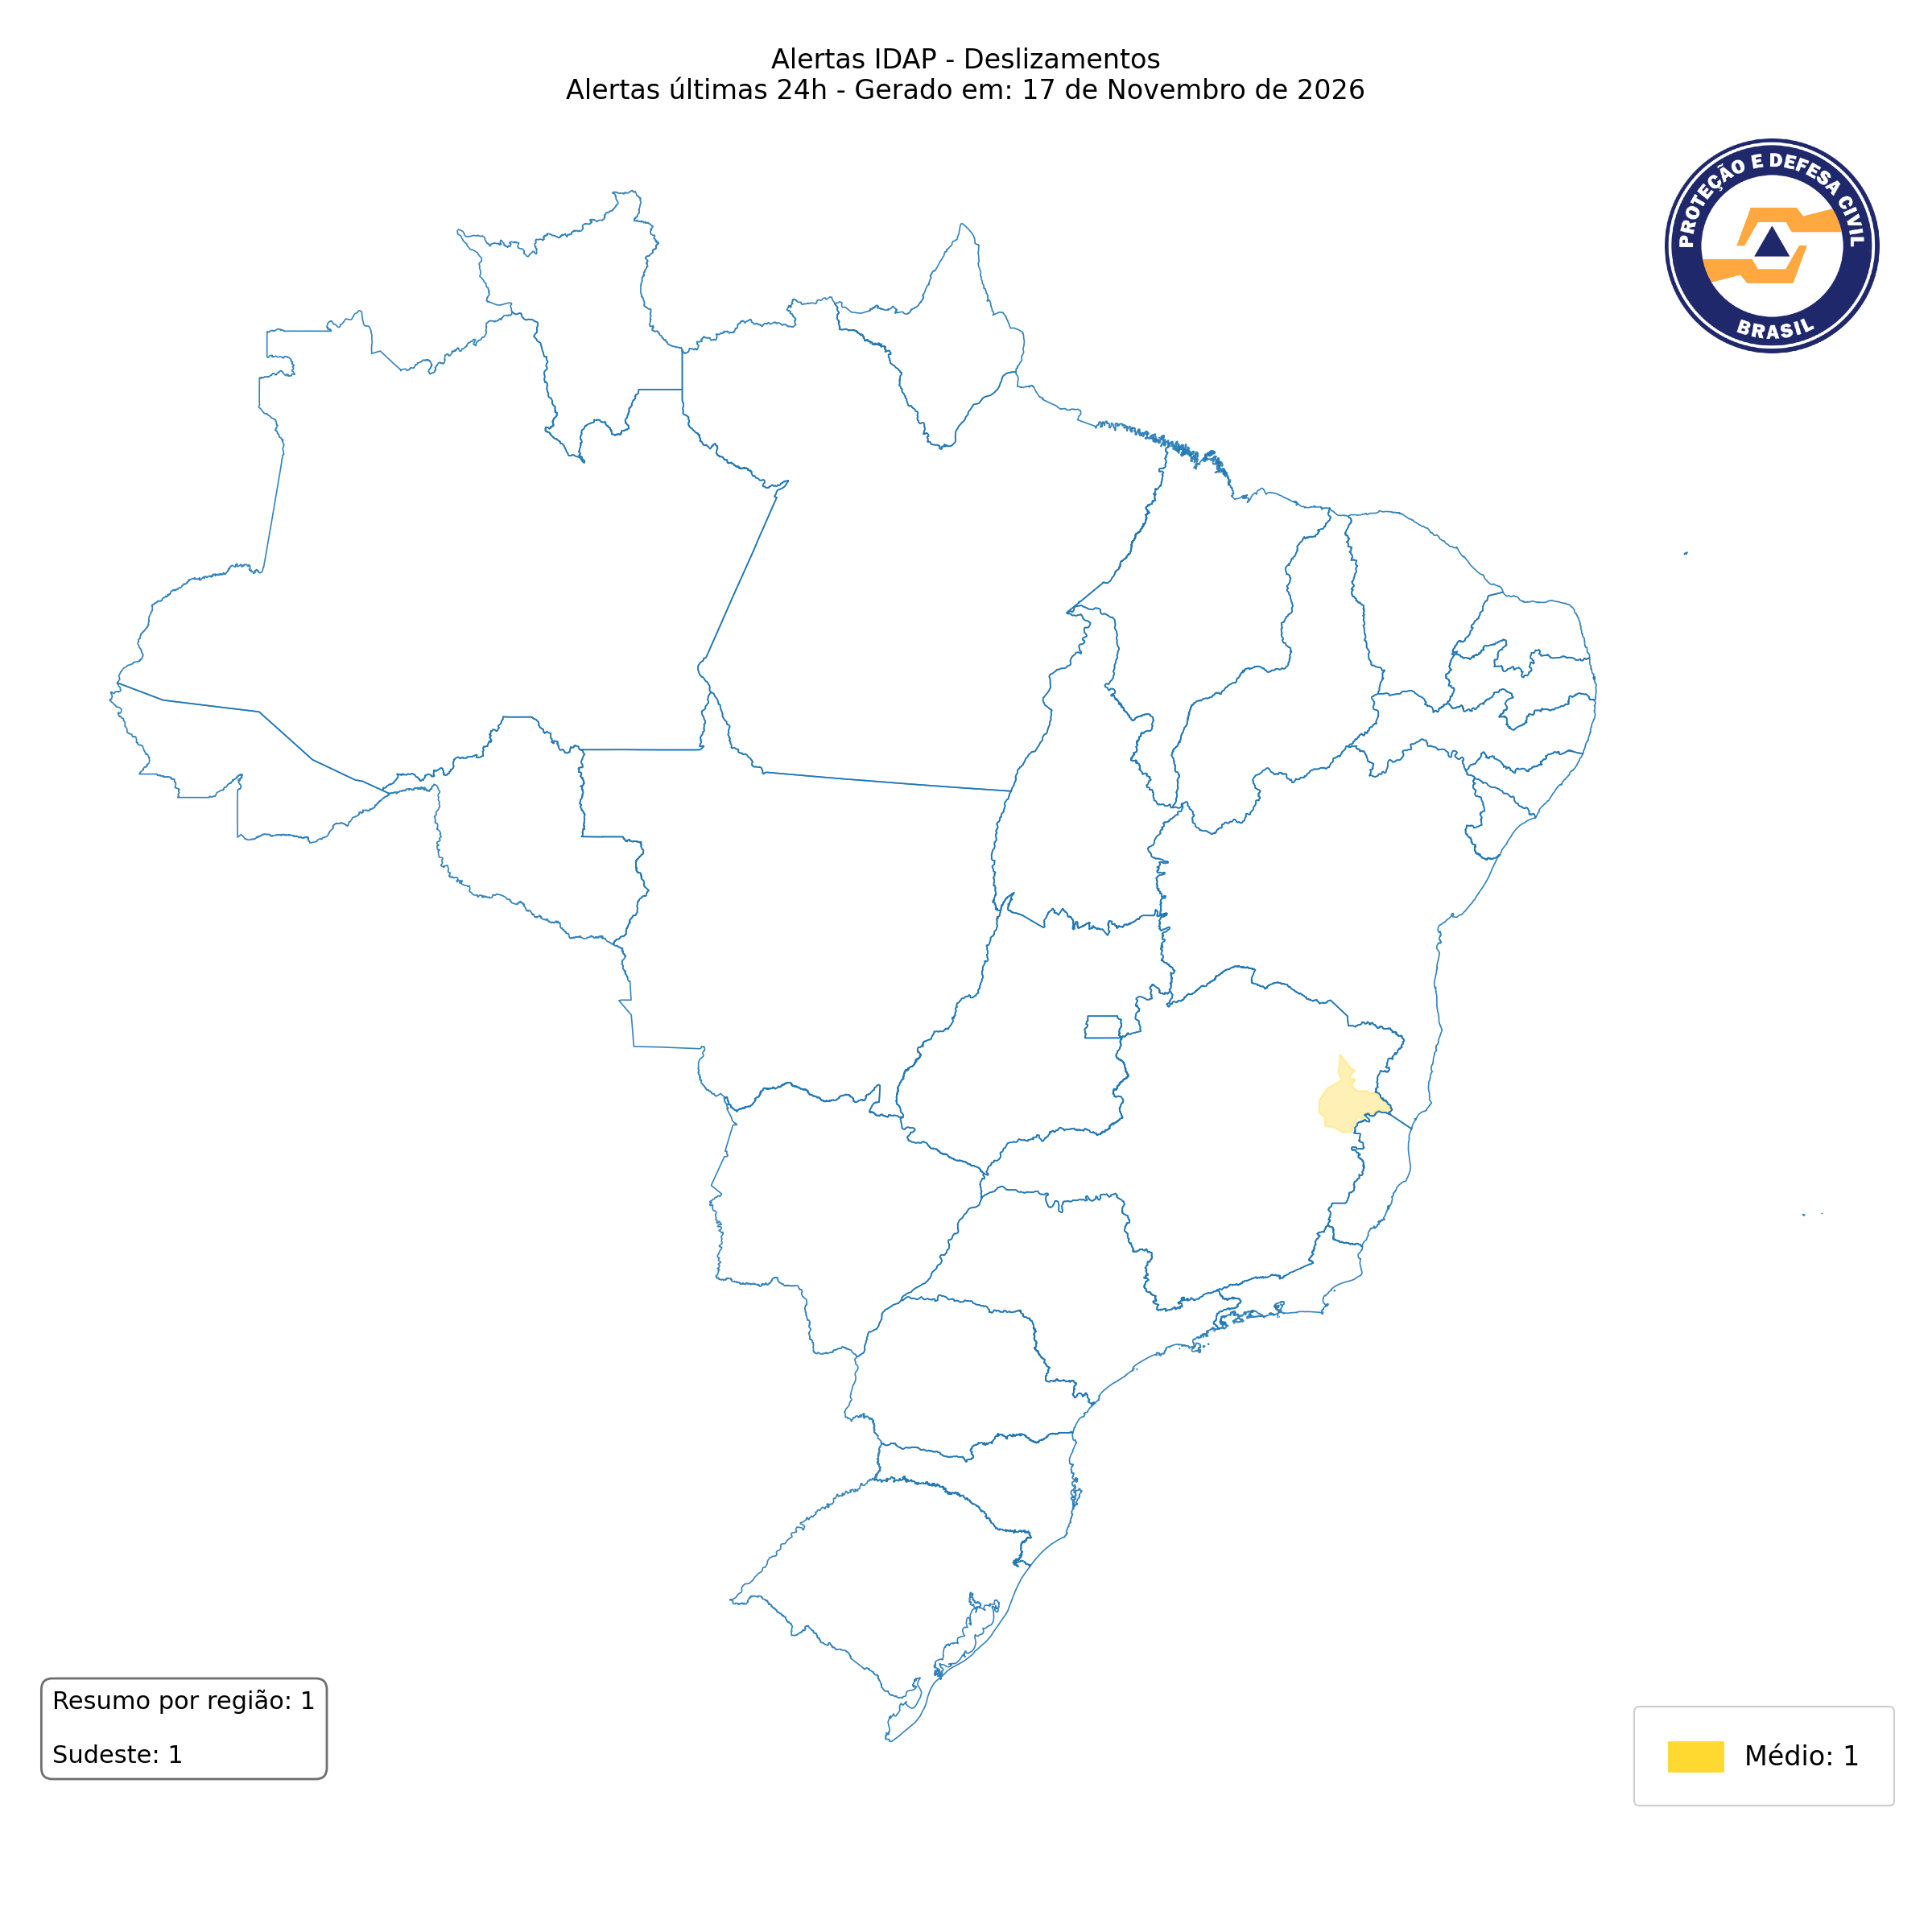 Alertas IDAP - Deslizamentos
Alertas últimas 24h - Gerado em: 17 de Novembro de 2026
PROTEÇÃO E DEFESA CIVIL
BRASIL
Resumo por região: 1
Sudeste: 1
Médio: 1